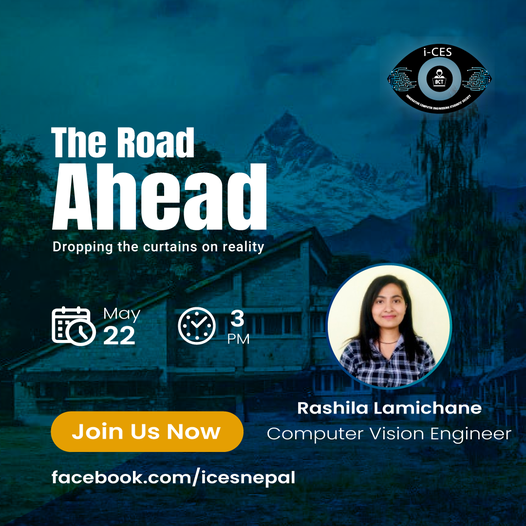 i-CES
BCT
The Road
Ahead
Dropping the curtains on reality
May
22
3
PM
Rashila Lamichane
Computer Vision Engineer
Join Us Now
facebook.com/icesnepal